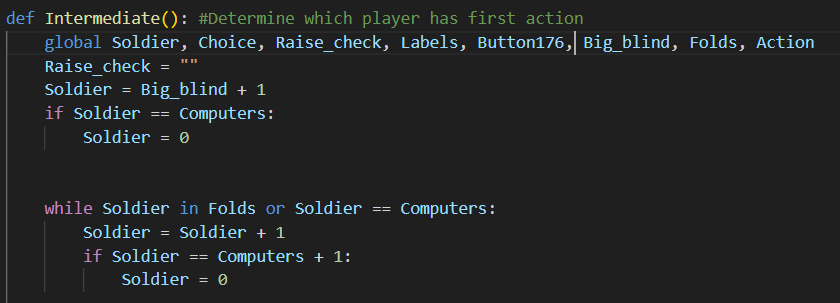 def Intermediate(): #Determine which player has first action
    global Soldier, Choice, Raise_check, Labels, Button176, Big_blind, Folds, Action
    Raise_check = ""
    Soldier = Big_blind + 1
    if Soldier == Computers:
        Soldier = 0
    while Soldier in Folds or Soldier == Computers:
        Soldier = Soldier + 1
        if Soldier == Computers + 1:
            Soldier = 0